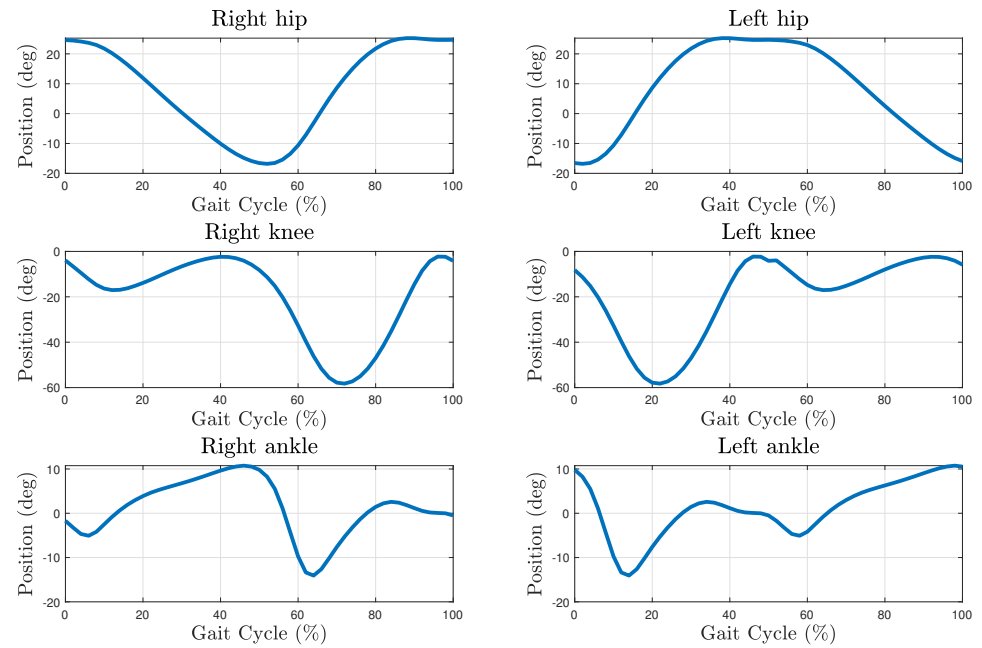 Right hip
Position (deg)
20
10
0
-10
-20
0 20 40 60 80 100
Gait Cycle (%)
Left hip
Position (deg)
20
10
0
-10
-20
0 20 40 60 80 100
Gait Cycle (%)
Right knee
Position (deg)
0
-20
-40
-60
0 20 40 60 80 100
Gait Cycle (%)
Left knee
Position (deg)
0
-20
-40
-60
0 20 40 60 80 100
Gait Cycle (%)
Right ankle
Position (deg)
10
0
-10
-20
0 20 40 60 80 100
Gait Cycle (%)
Left ankle
Position (deg)
10
0
-10
-20
0 20 40 60 80 100
Gait Cycle (%)